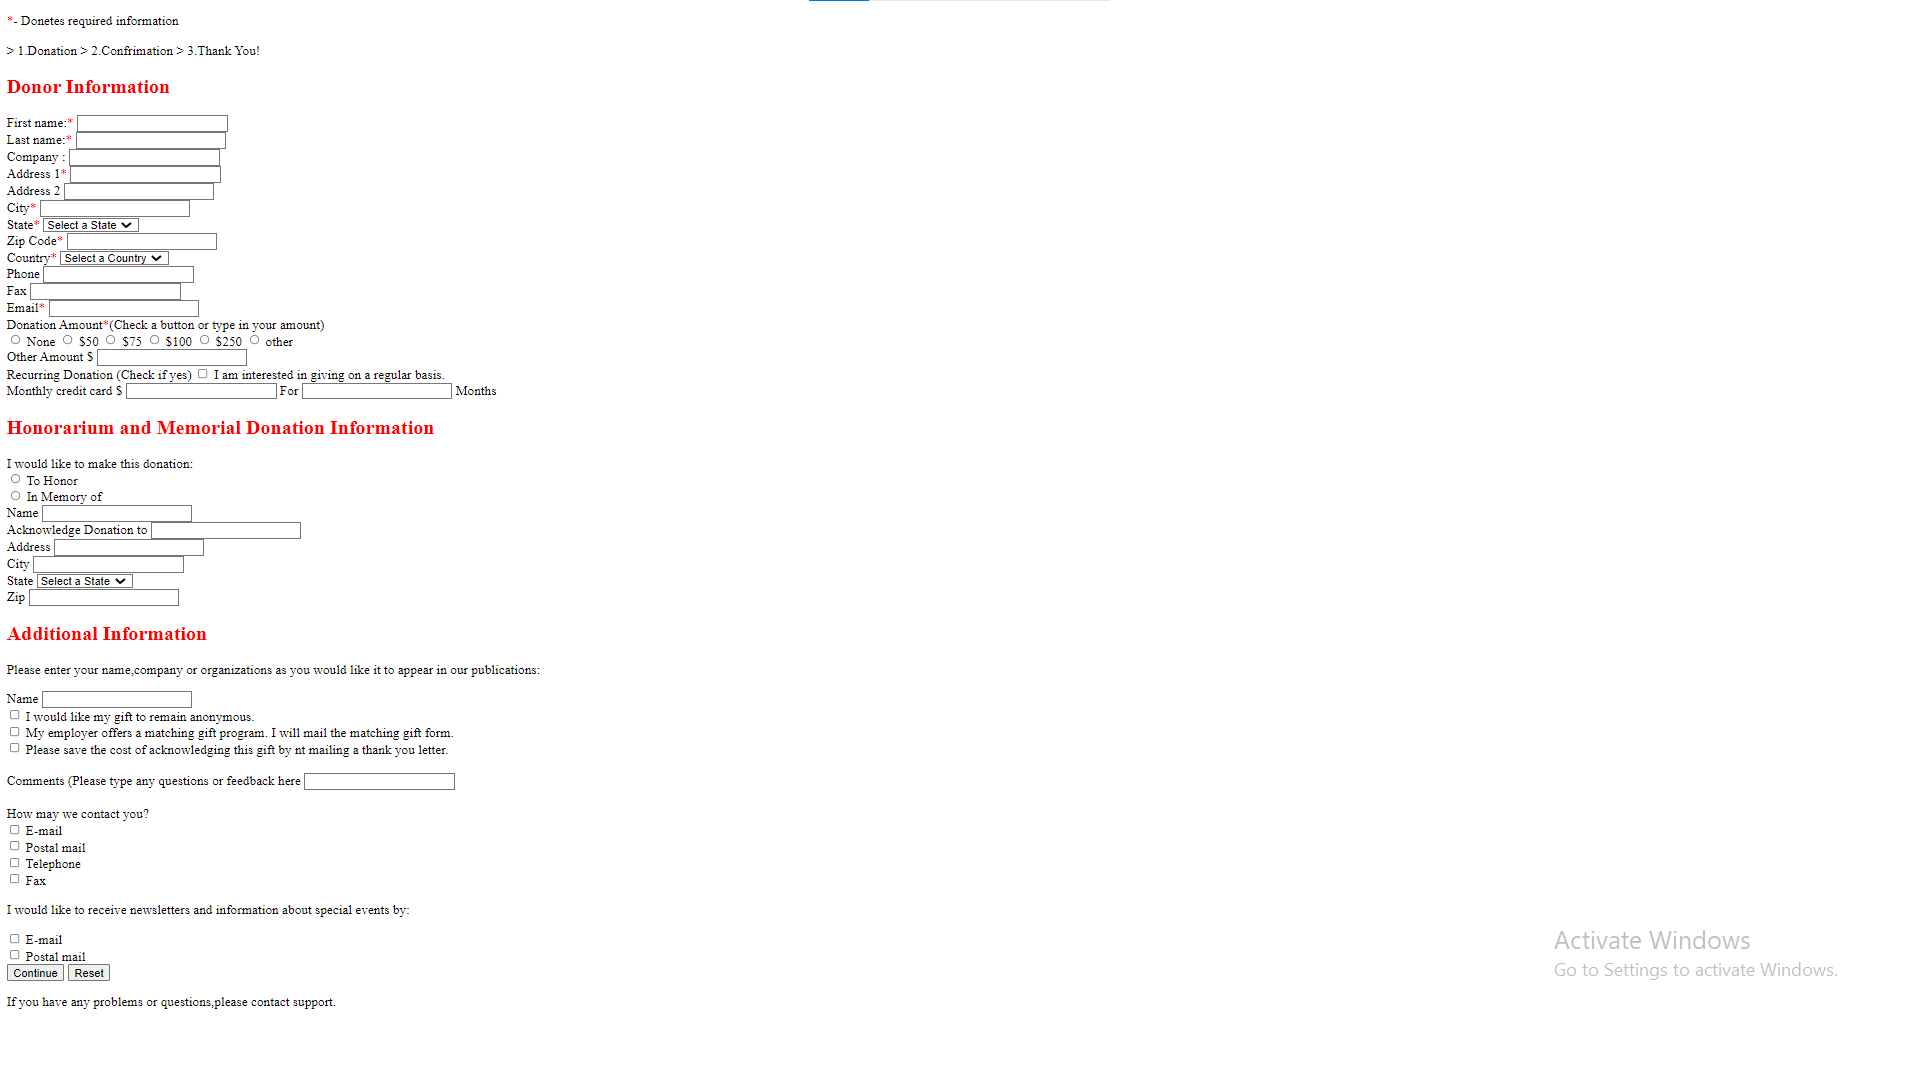 *- Donetes required information
> 1.Donation > 2.Confrimation > 3.Thank You!
Donor Information
First name:*
Last name:*
Company :
Address 1*
Address 2
City*
State* Select a State
Zip Code*
Country* Select a Country
Phone
Fax
Email*
Donation Amount*(Check a button or type in your amount)
None $50 $75 $100 $250 other
Other Amount $
Recurring Donation (Check if yes) I am interested in giving on a regular basis.
Monthly credit card $ For Months
Honorarium and Memorial Donation Information
I would like to make this donation:
To Honor
In Memory of
Name
Acknowledge Donation to
Address
City
State Select a State
Zip
Additional Information
Please enter your name,company or organizations as you would like it to appear in our publications:
Name
I would like my gift to remain anonymous.
My employer offers a matching gift program. I will mail the matching gift form.
Please save the cost of acknowledging this gift by nt mailing a thank you letter.
Comments (Please type any questions or feedback here
How may we contact you?
E-mail
Postal mail
Telephone
Fax
I would like to receive newsletters and information about special events by:
E-mail
Postal mail
Continue Reset
If you have any problems or questions,please contact support.
Activate Windows
Go to Settings to activate Windows.